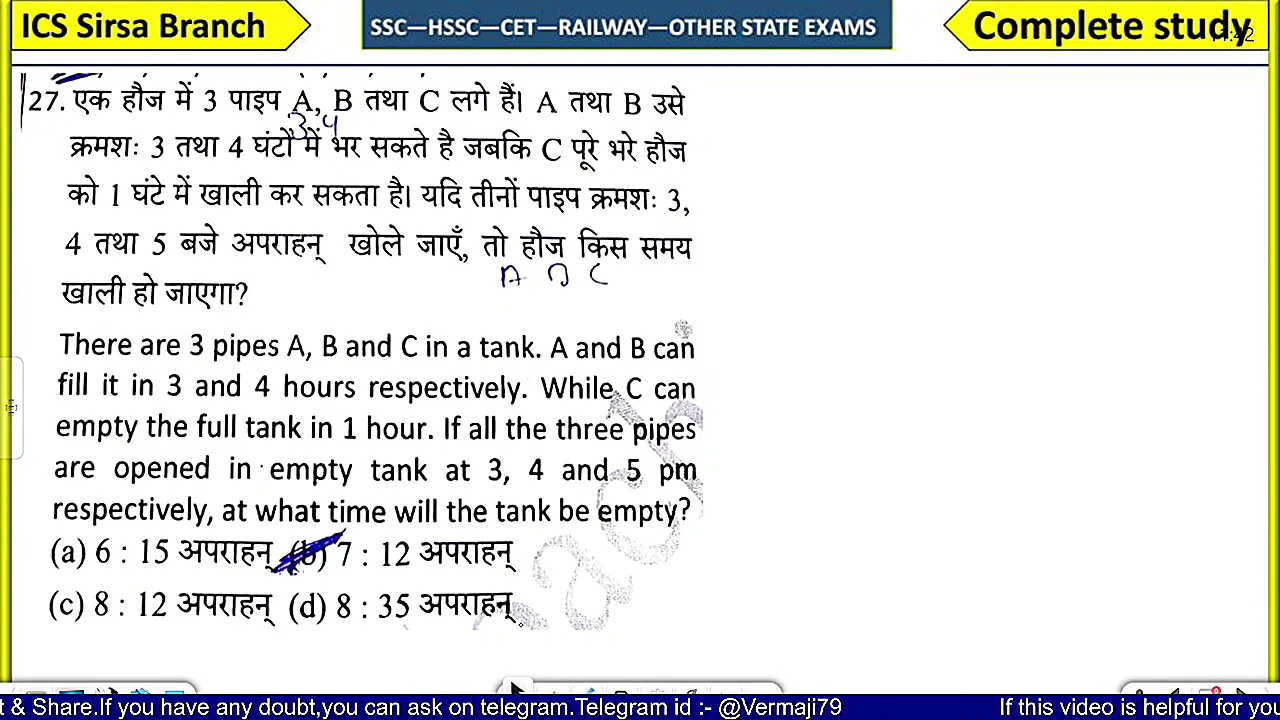 ICS Sirsa Branch
SSC—HSSC—CET—RAILWAY—OTHER STATE EXAMS
Complete study
27. एक हौज में 3 पाइप A, B तथा C लगे हैं। A तथा B उसे
3 4
क्रमशः 3 तथा 4 घंटों में भर सकते है जबकि C पूरे भरे हौज
को 1 घंटे में खाली कर सकता है। यदि तीनों पाइप क्रमशः 3,
4 तथा 5 बजे अपराहन् खोले जाएँ, तो हौज किस समय
A B C
खाली हो जाएगा?
There are 3 pipes A, B and C in a tank. A and B can
fill it in 3 and 4 hours respectively. While C can
empty the full tank in 1 hour. If all the three pipes
are opened in empty tank at 3, 4 and 5 pm
respectively, at what time will the tank be empty?
(a) 6 : 15 अपराहन् (b) 7 : 12 अपराहन्
(c) 8 : 12 अपराहन् (d) 8 : 35 अपराहन्
t & Share.If you have any doubt,you can ask on telegram.Telegram id :- @Vermaji79 If this video is helpful for you